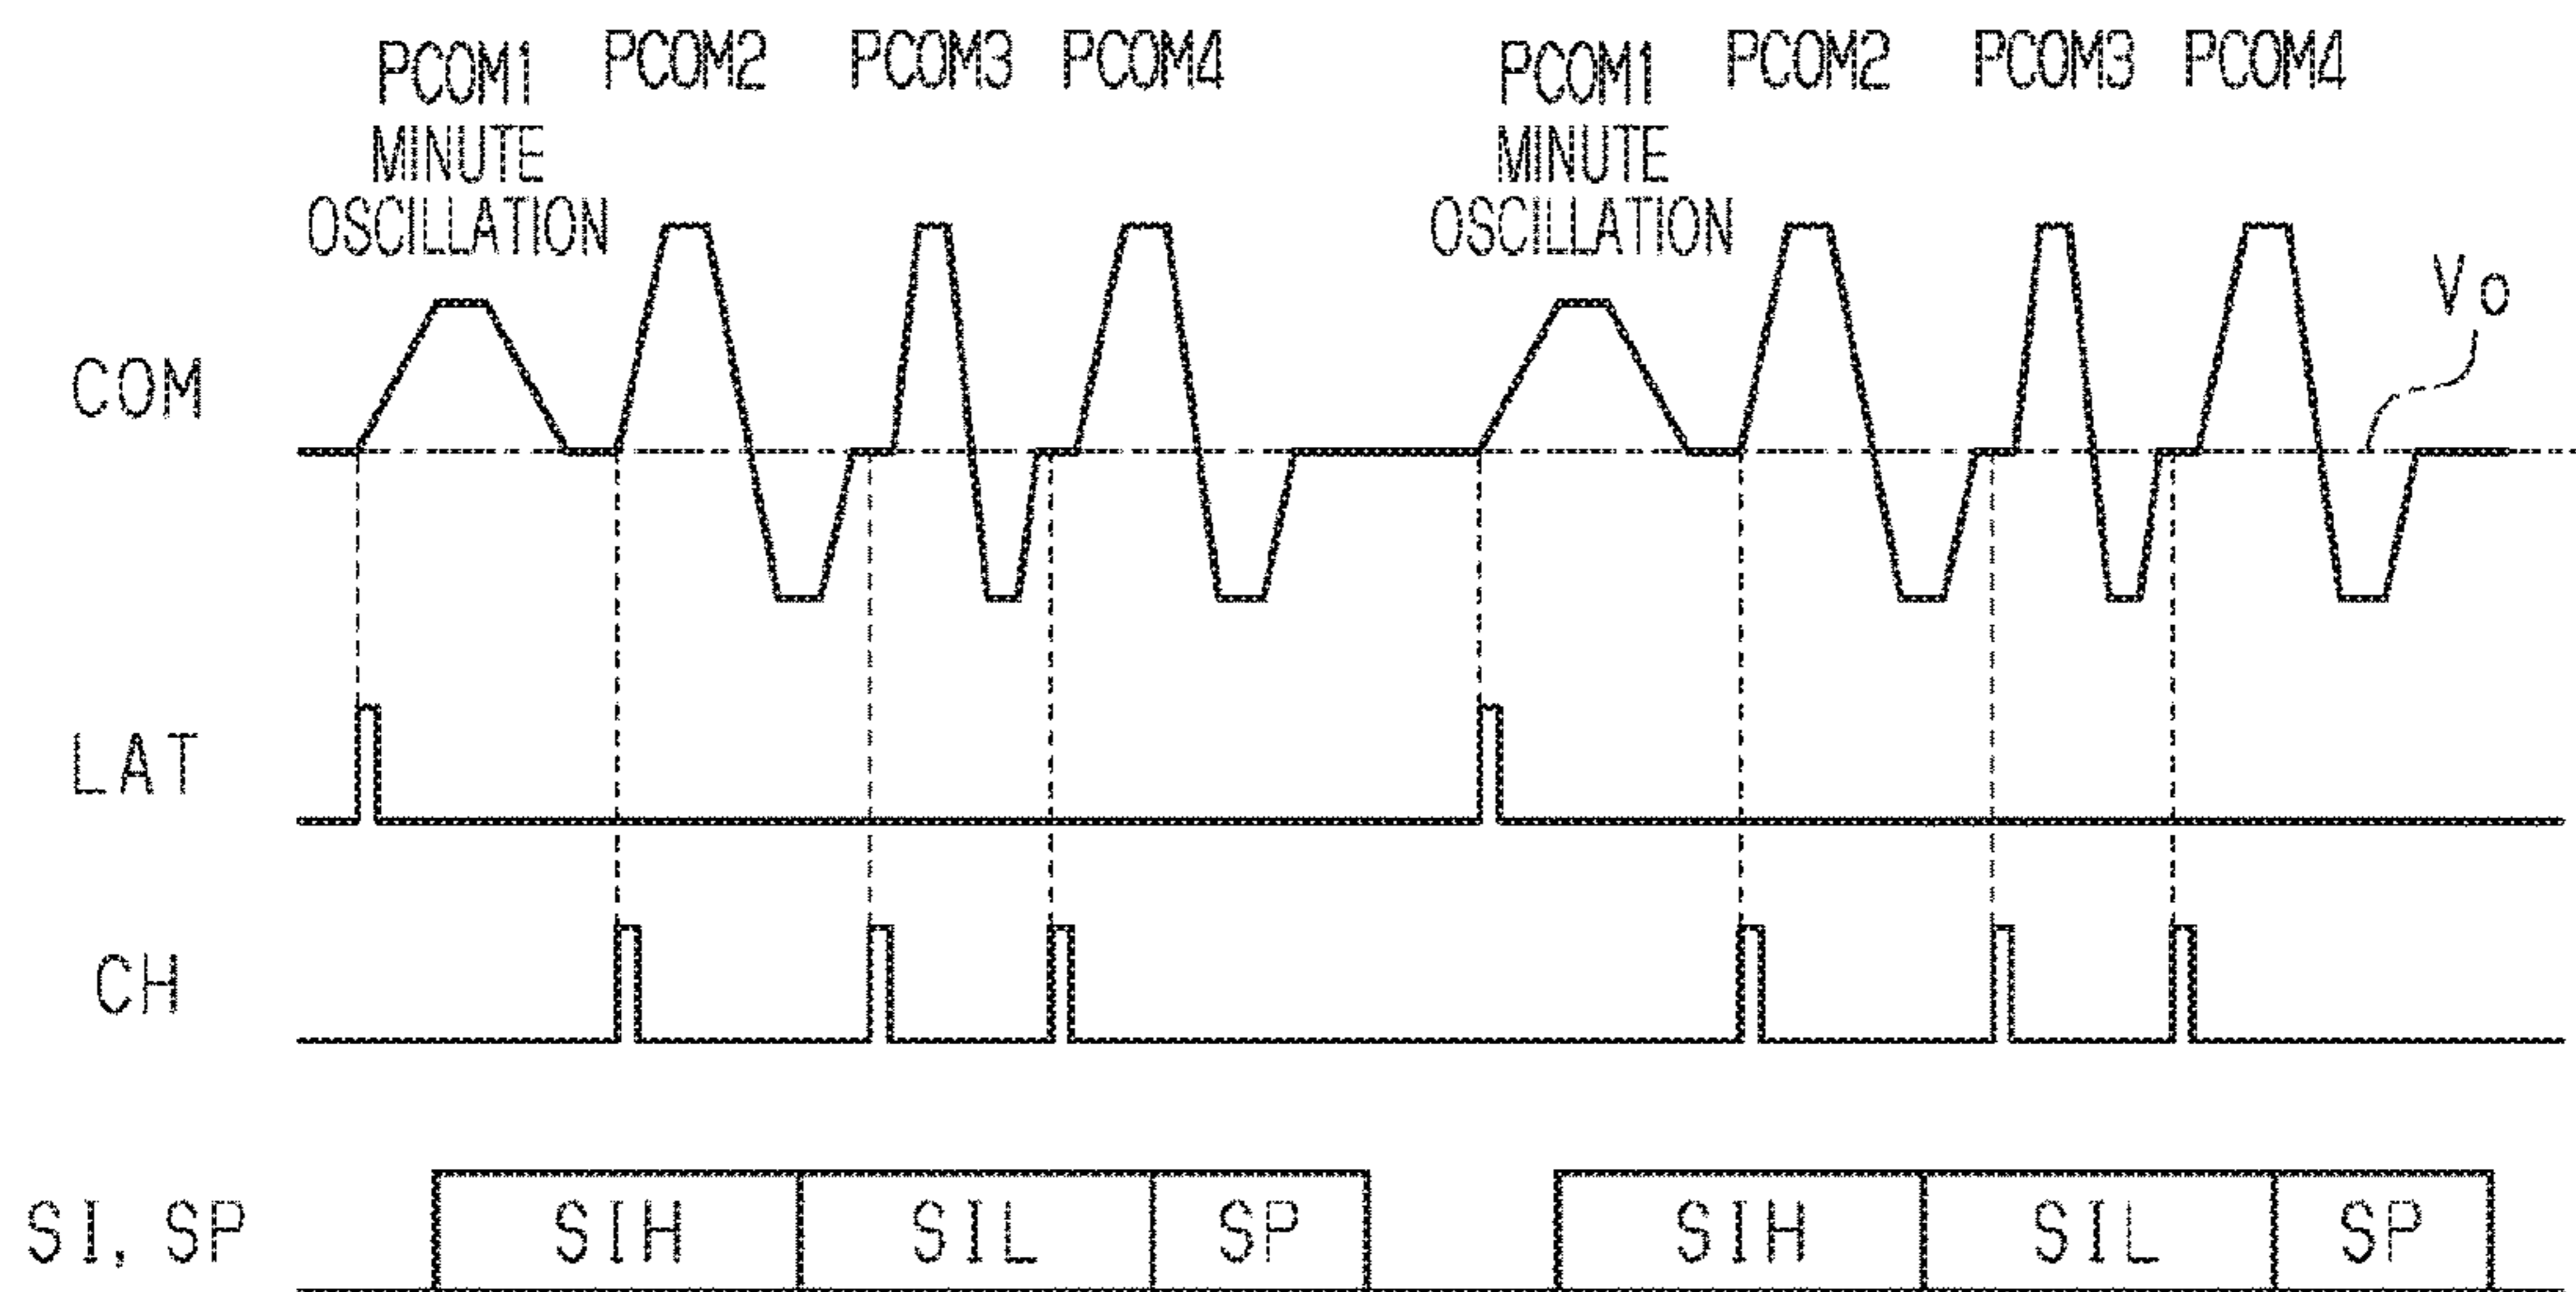 PCOM1
MINUTE
OSCILLATION
PCOM2
PCOM3
PCOM4
PCOM1
MINUTE
OSCILLATION
PCOM2
PCOM3
PCOM4
Vo
COM
LAT
CH
SI, SP
SIH
SIL
SP
SIH
SIL
SP